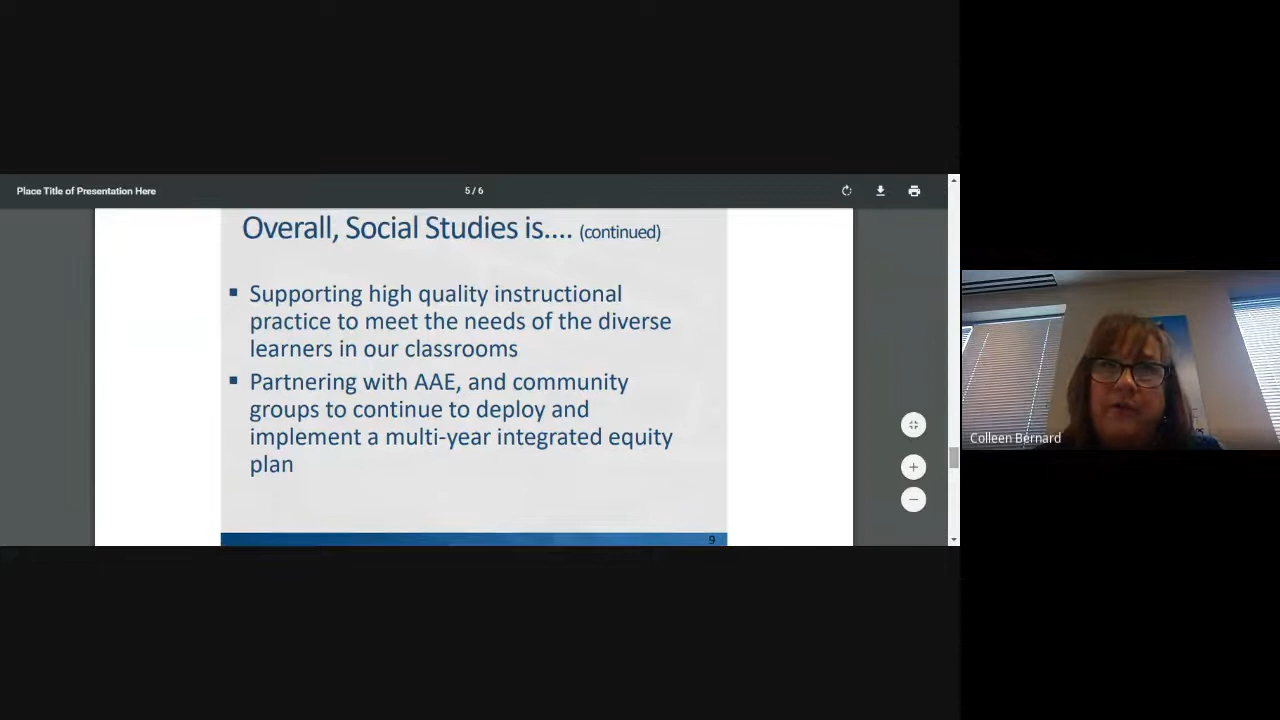 Place Title of Presentation Here
5 / 6
Overall, Social Studies is.... (continued)
▪ Supporting high quality instructional
practice to meet the needs of the diverse
learners in our classrooms
▪ Partnering with AAE, and community
groups to continue to deploy and
implement a multi-year integrated equity
plan
9
Colleen Bernard